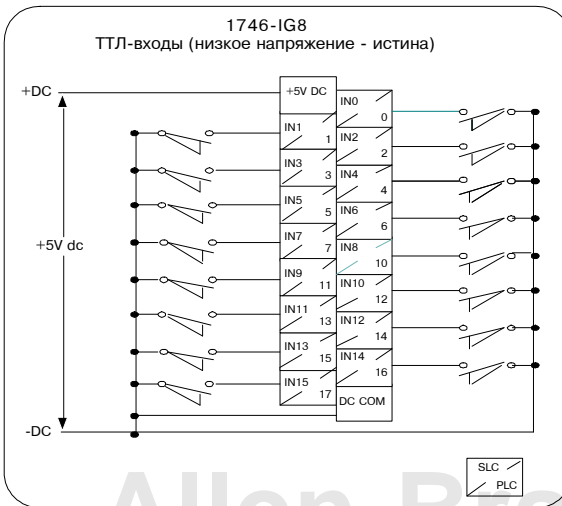 1746-IG8
ТТЛ-входы (низкое напряжение - истина)
+DC
+5V DC
IN0
0
IN1
1
IN2
2
IN3
3
IN4
4
IN5
5
IN6
6
+5V dc
IN7
7
IN8
10
IN9
11
IN10
12
IN11
13
IN12
14
IN13
15
IN14
16
IN15
17
DC COM
-DC
SLC
PLC